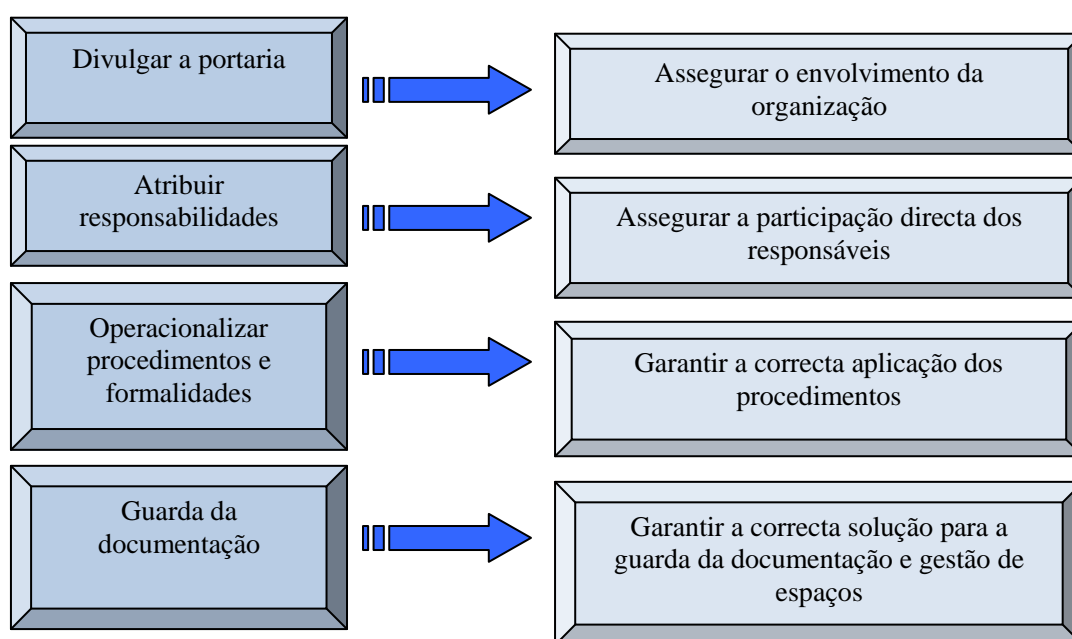 Divulgar a portaria
Assegurar o envolvimento da
organização
Atribuir
responsabilidades
Assegurar a participação directa dos
responsáveis
Operacionalizar
procedimentos e
formalidades
Garantir a correcta aplicação dos
procedimentos
Guarda da
documentação
Garantir a correcta solução para a
guarda da documentação e gestão de
espaços